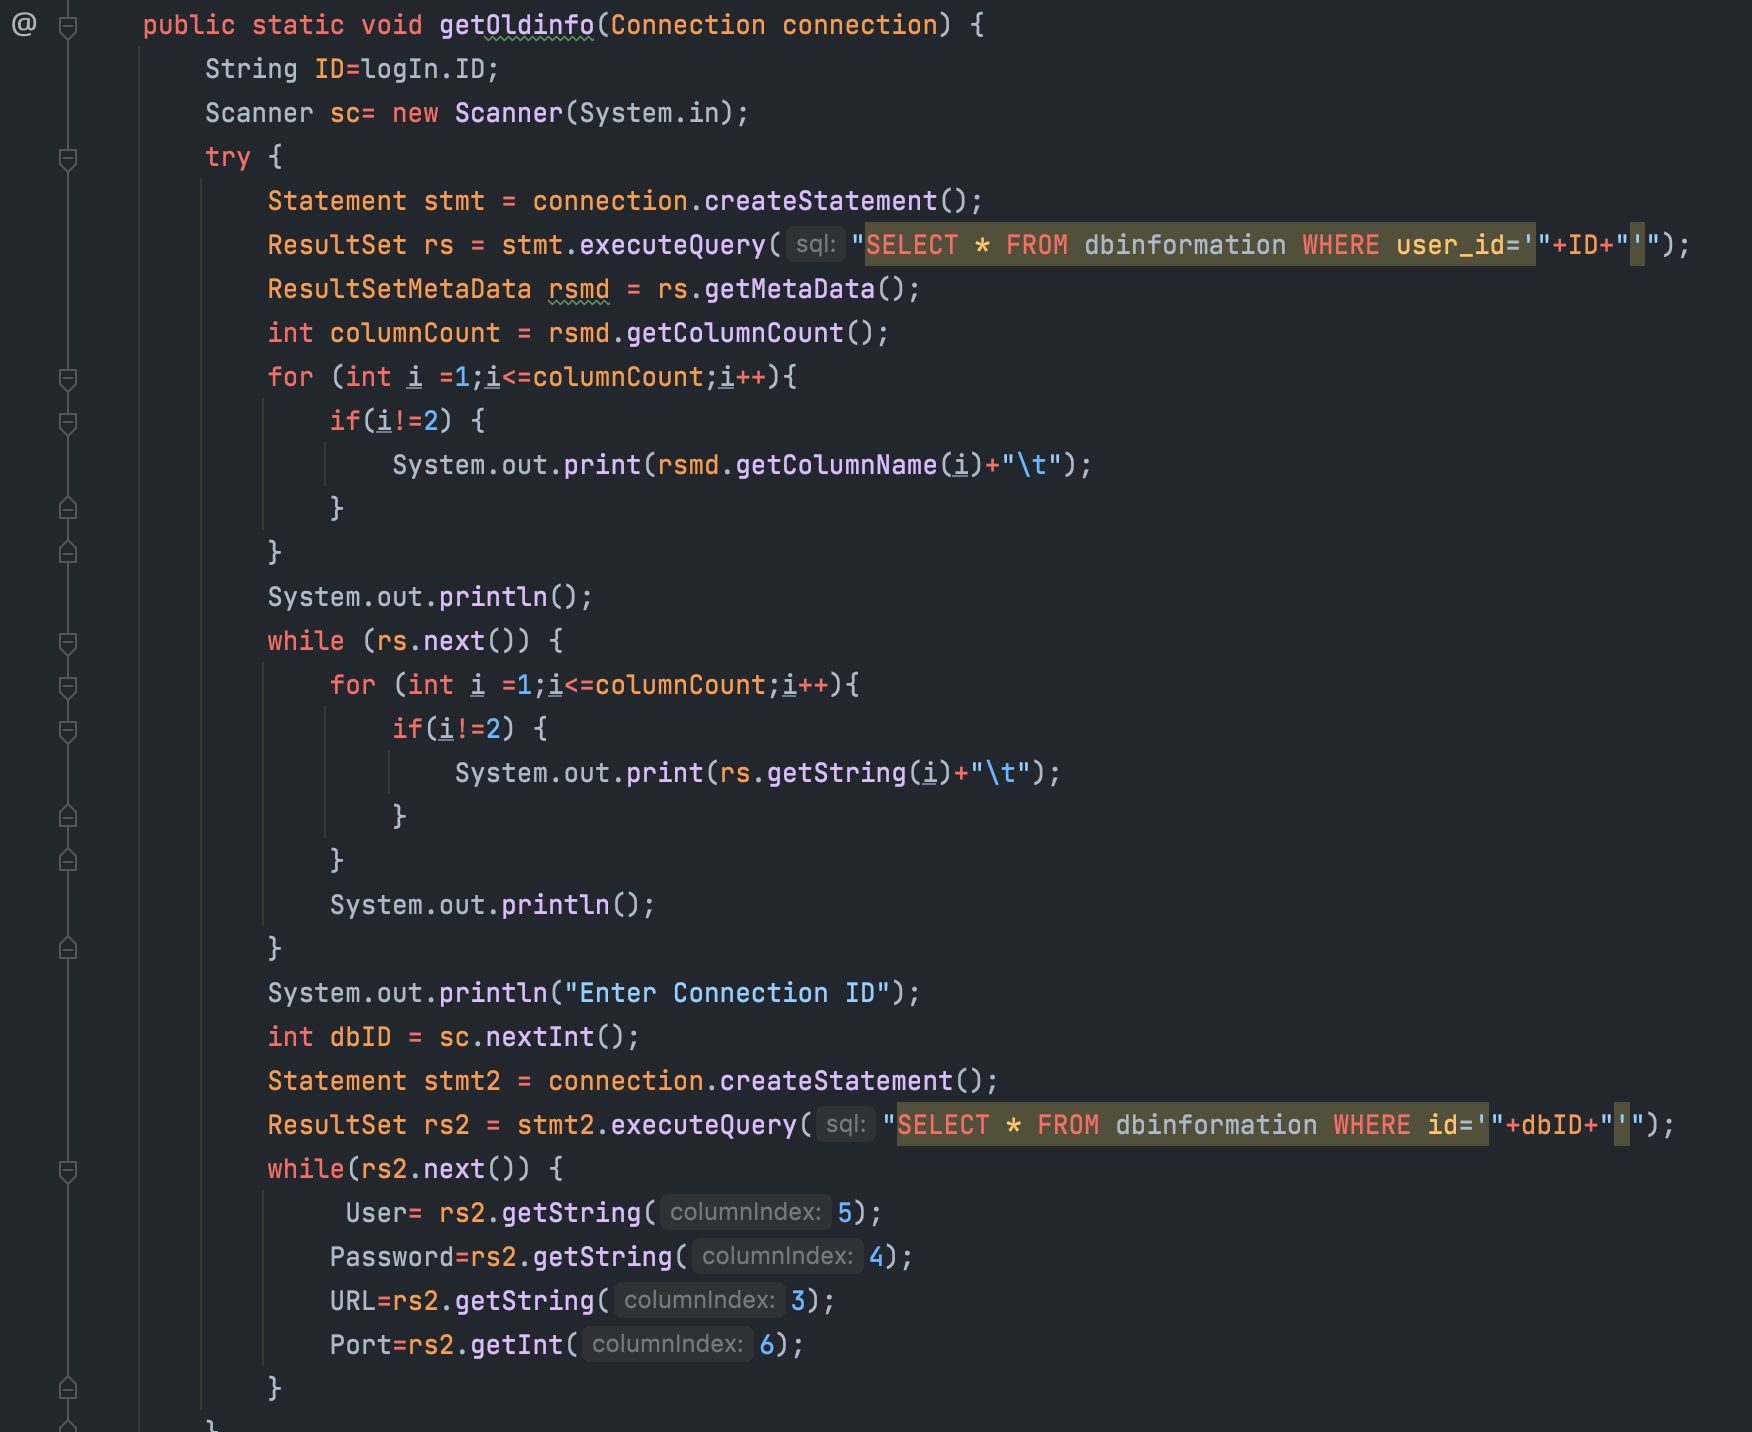 @ public static void getOldinfo(Connection connection) {
String ID=logIn.ID;
Scanner sc= new Scanner(System.in);
try {
Statement stmt = connection.createStatement();
ResultSet rs = stmt.executeQuery( sql: "SELECT * FROM dbinformation WHERE user_id='"+ID+"'");
ResultSetMetaData rsmd = rs.getMetaData();
int columnCount = rsmd.getColumnCount();
for (int i =1;i<=columnCount;i++){
if(i!=2) {
System.out.print(rsmd.getColumnName(i)+"\t");
}
}
System.out.println();
while (rs.next()) {
for (int i =1;i<=columnCount;i++){
if(i!=2) {
System.out.print(rs.getString(i)+"\t");
}
}
System.out.println();
}
System.out.println("Enter Connection ID");
int dbID = sc.nextInt();
Statement stmt2 = connection.createStatement();
ResultSet rs2 = stmt2.executeQuery( sql: "SELECT * FROM dbinformation WHERE id='"+dbID+"'");
while(rs2.next()) {
User= rs2.getString( columnIndex: 5);
Password=rs2.getString( columnIndex: 4);
URL=rs2.getString( columnIndex: 3);
Port=rs2.getInt( columnIndex: 6);
}
}